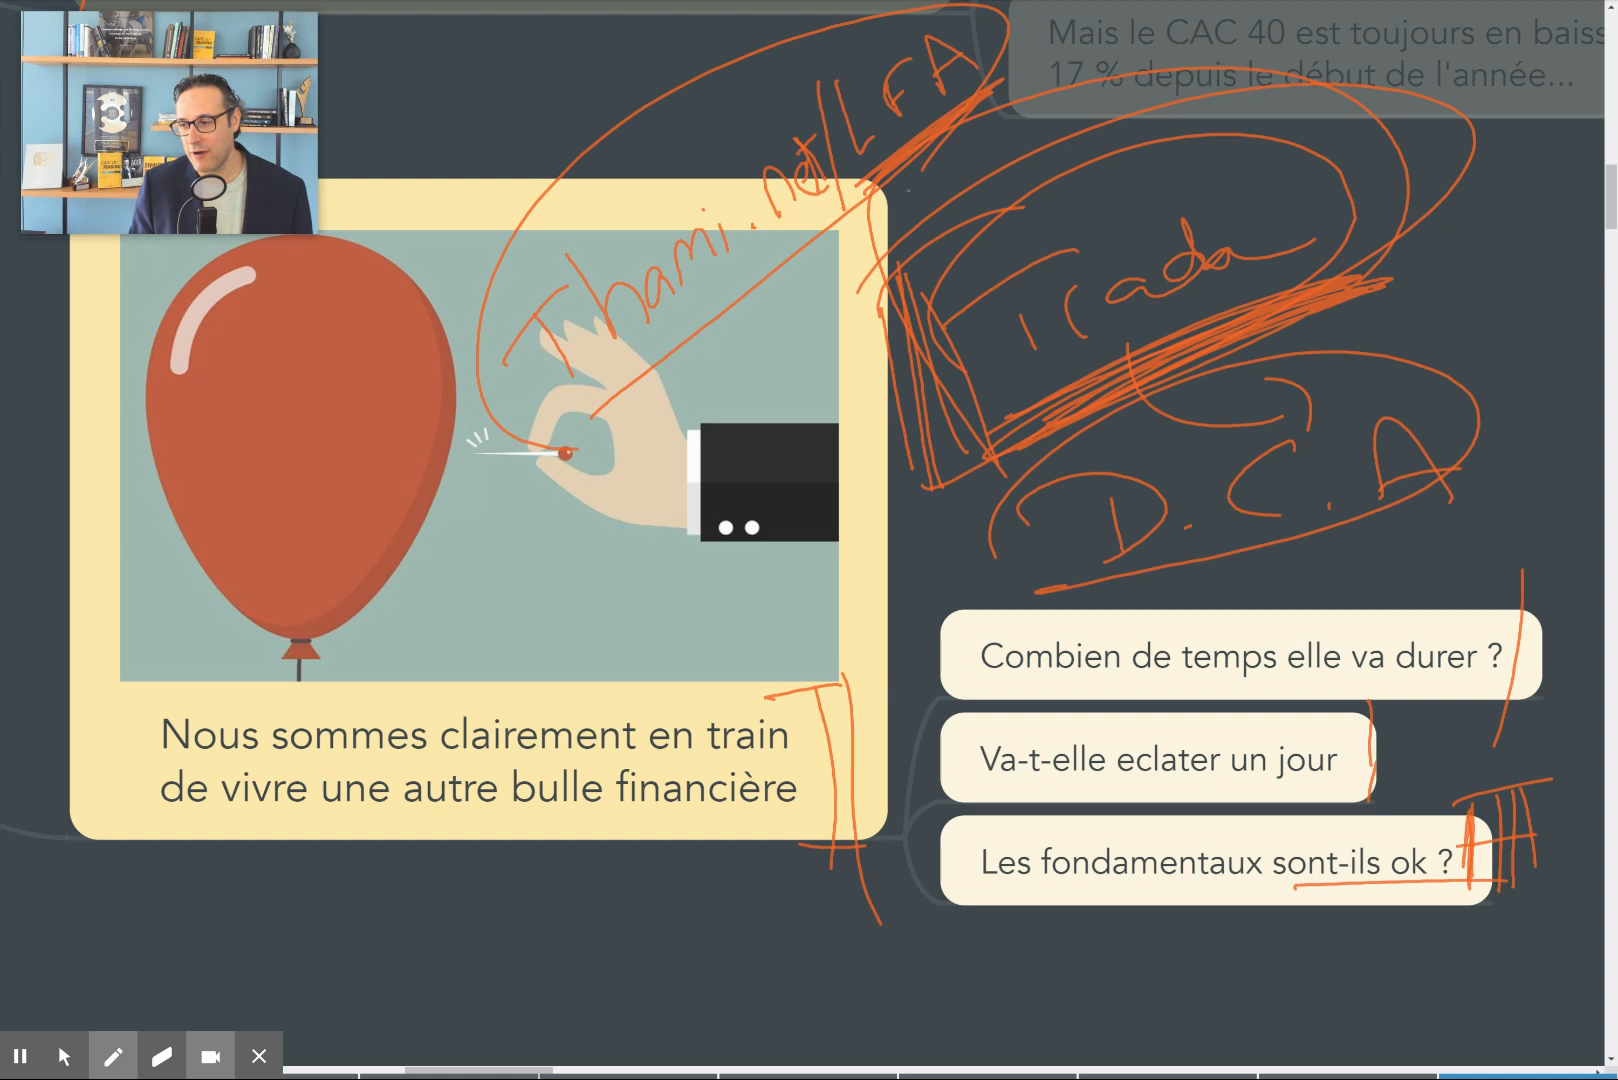 Mais le CAC 40 est toujours en baiss
17 % depuis le début de l'année...
Thami.net/LFA
D.C.A
Combien de temps elle va durer ?
Nous sommes clairement en train
de vivre une autre bulle financière
Va-t-elle eclater un jour
Les fondamentaux sont-ils ok ?